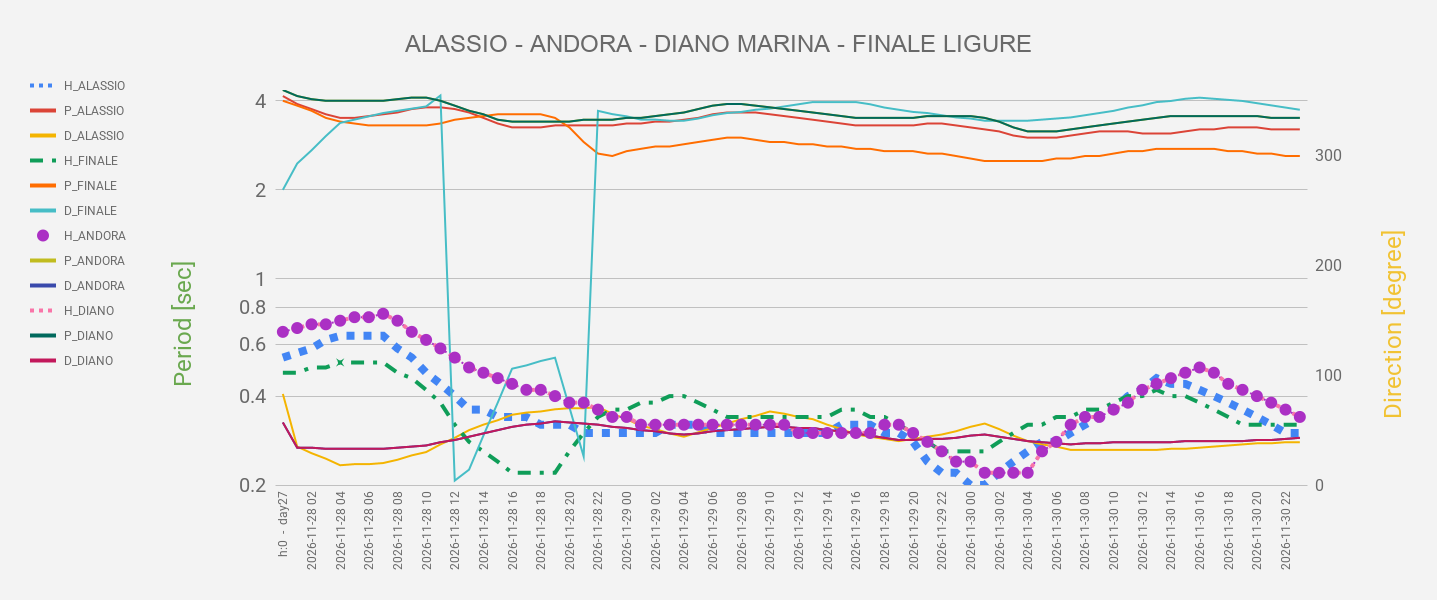 ALASSIO - ANDORA - DIANO MARINA - FINALE LIGURE
H_ALASSIO
P_ALASSIO
D_ALASSIO
H_FINALE
P_FINALE
D_FINALE
H_ANDORA
P_ANDORA
D_ANDORA
H_DIANO
P_DIANO
D_DIANO
Period [sec]
4
2
1
0.8
0.6
0.4
0.2
300
200
100
0
Direction [degree]
h:0 - day27
2026-11-28 02
2026-11-28 04
2026-11-28 06
2026-11-28 08
2026-11-28 10
2026-11-28 12
2026-11-28 14
2026-11-28 16
2026-11-28 18
2026-11-28 20
2026-11-28 22
2026-11-29 00
2026-11-29 02
2026-11-29 04
2026-11-29 06
2026-11-29 08
2026-11-29 10
2026-11-29 12
2026-11-29 14
2026-11-29 16
2026-11-29 18
2026-11-29 20
2026-11-29 22
2026-11-30 00
2026-11-30 02
2026-11-30 04
2026-11-30 06
2026-11-30 08
2026-11-30 10
2026-11-30 12
2026-11-30 14
2026-11-30 16
2026-11-30 18
2026-11-30 20
2026-11-30 22